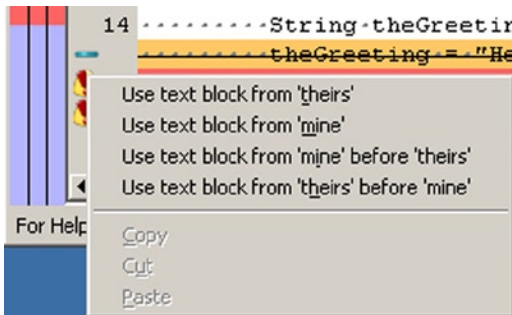 14 String theGreetin
theGreeting = "He
Use text block from 'theirs'
Use text block from 'mine'
Use text block from 'mine' before 'theirs'
Use text block from 'theirs' before 'mine'
For Help
Copy
Cut
Paste